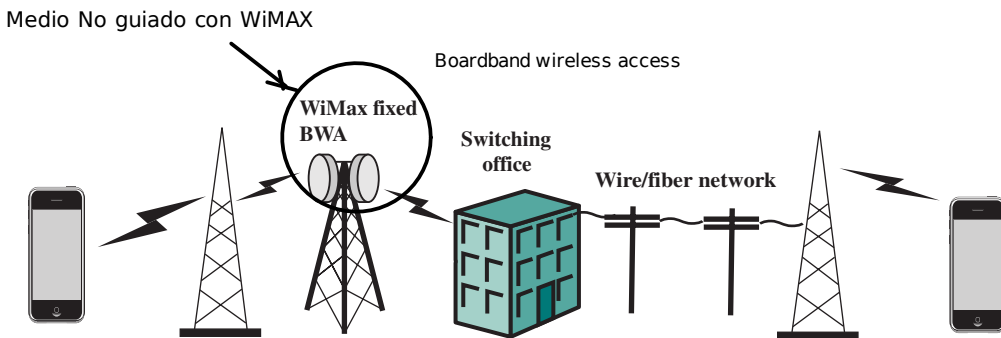 Medio No guiado con WiMAX
Boardband wireless access
WiMax fixed
BWA
Switching
office
Wire/fiber network